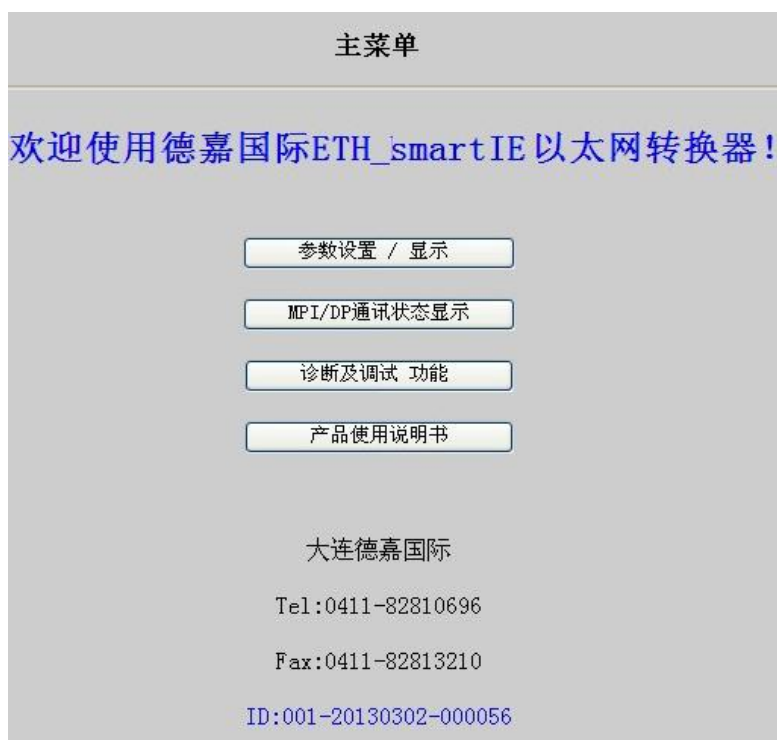 主菜单
欢迎使用德嘉国际ETH_smartIE以太网转换器!
参数设置 / 显示
MPI/DP通讯状态显示
诊断及调试 功能
产品使用说明书
大连德嘉国际
Tel:0411-82810696
Fax:0411-82813210
ID:001-20130302-000056